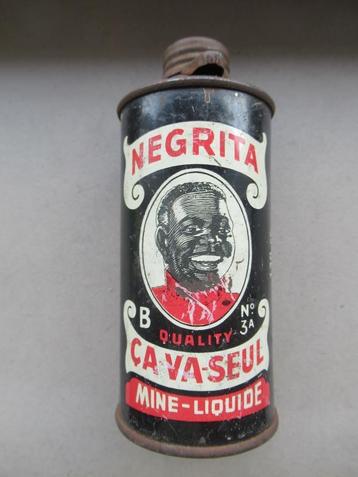 NEGRITA
B Nº
3A
QUALITY
ÇA-VA-SEUL
MINE-LIQUIDE